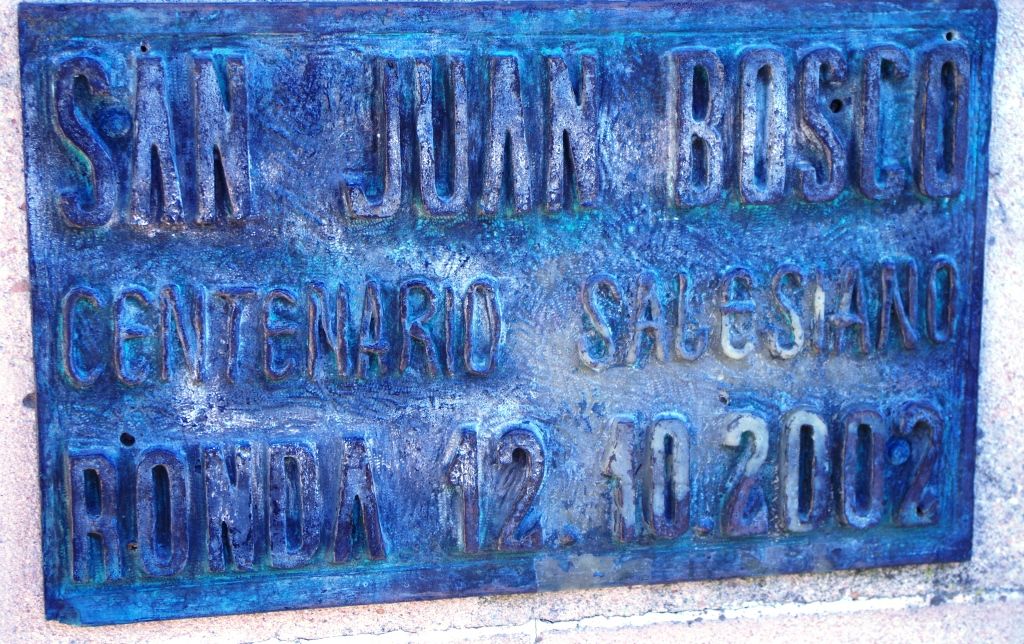 SAN JUAN BOSCO
CENTENARIO SALESIANO
RONDA 12.10.2002